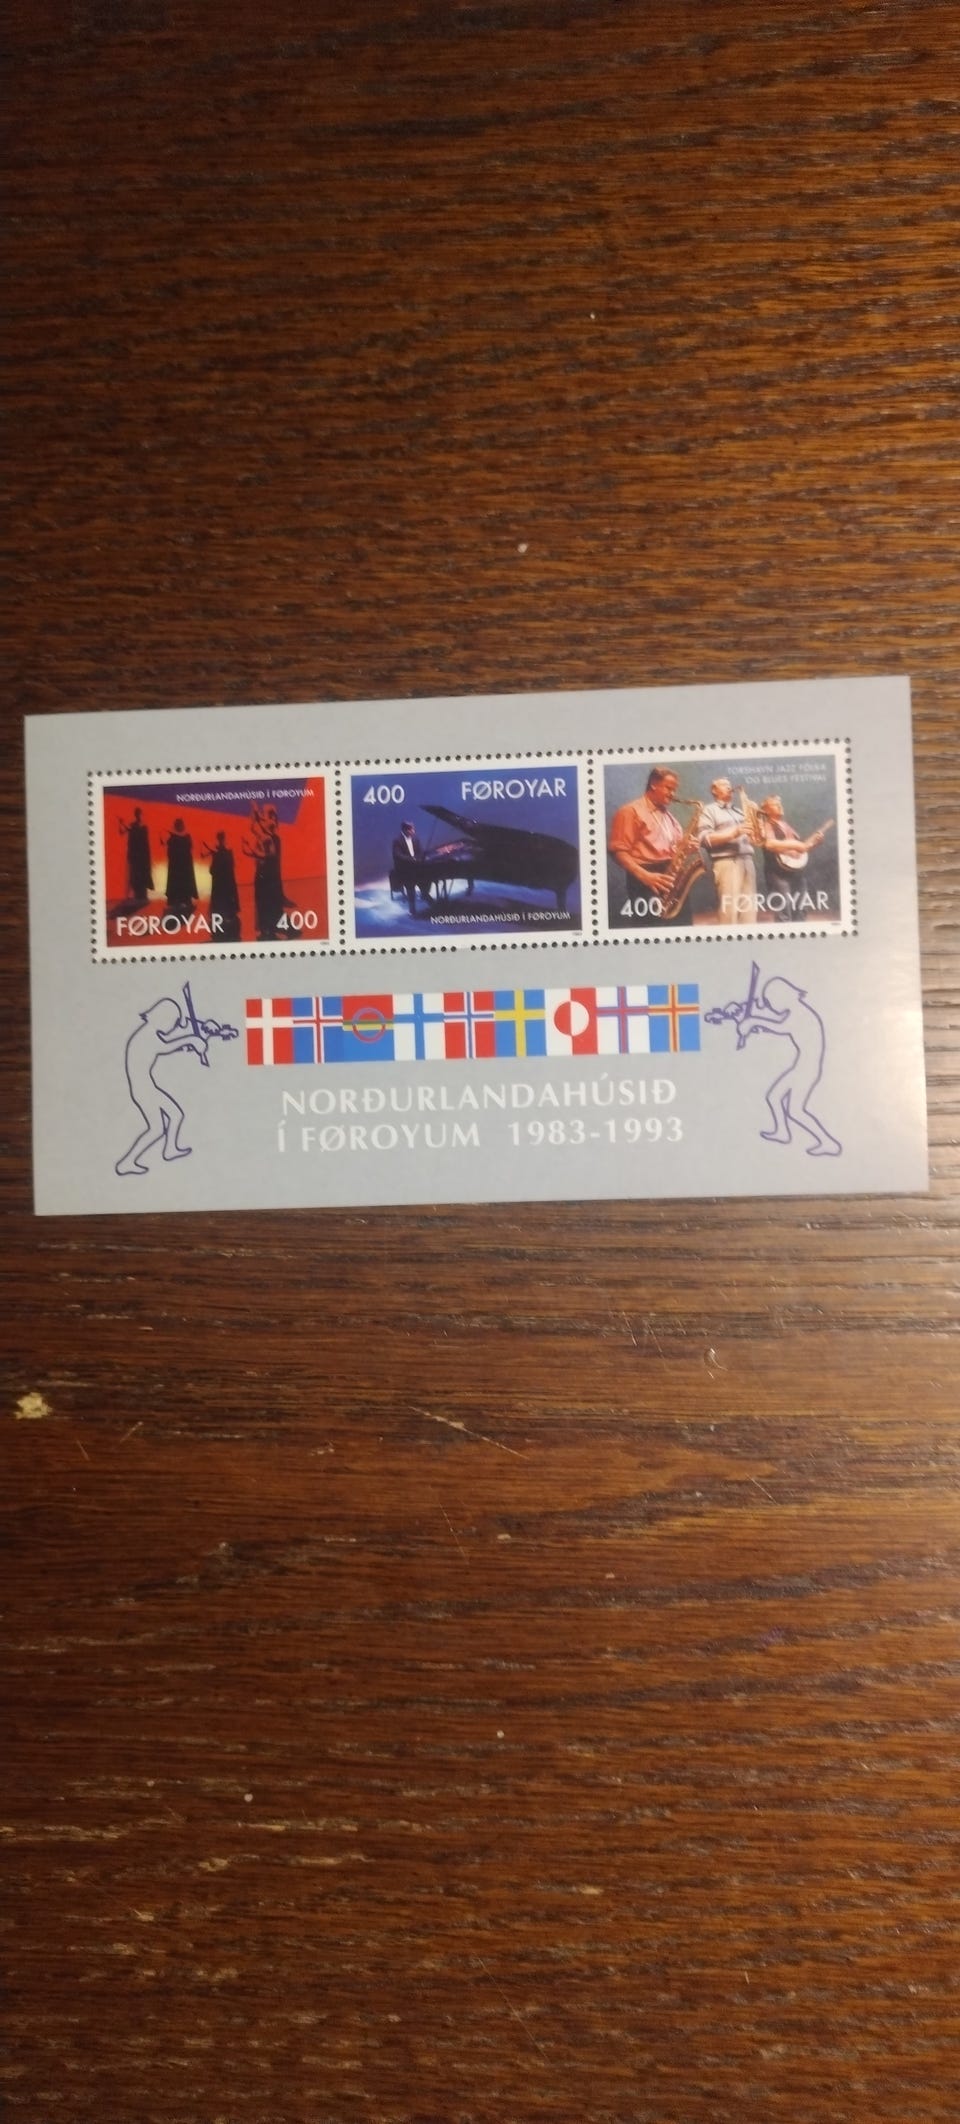 NORÐURLANDAHÚSIÐ Í FØROYUM
FØROYAR 400
400 FØROYAR
NORÐURLANDAHÚSIÐ Í FØROYUM
TÓRSHAVN JAZZ FÓLKA
OG BLUES FESTIVAL
400 FØROYAR
NORÐURLANDAHÚSIÐ
Í FØROYUM 1983-1993